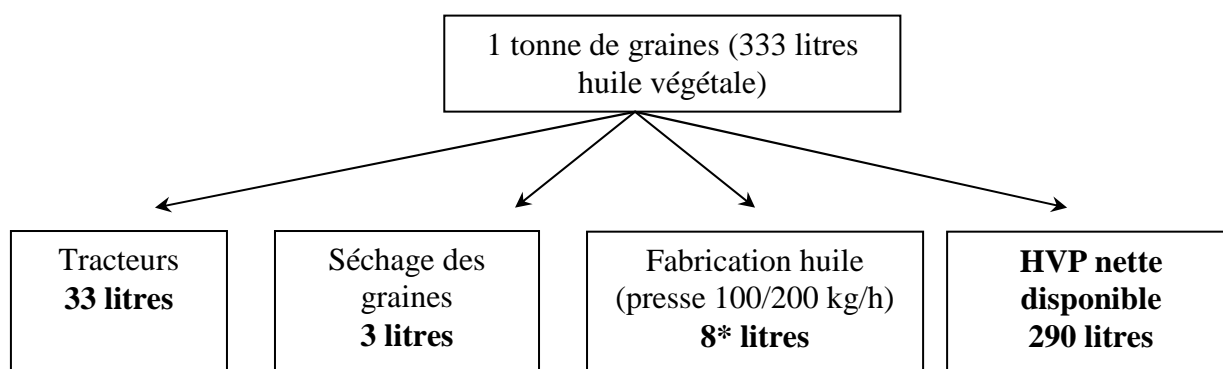 1 tonne de graines (333 litres
huile végétale)
Tracteurs
33 litres
Séchage des
graines
3 litres
Fabrication huile
(presse 100/200 kg/h)
8* litres
HVP nette
disponible
290 litres